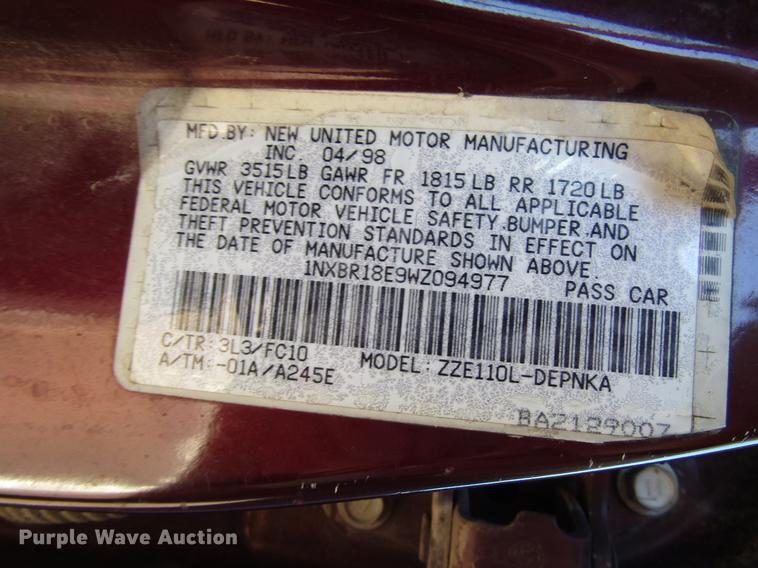 MFD BY: NEW UNITED MOTOR MANUFACTURING
INC. 04/98
GVWR 3515LB GAWR FR 1815LB RR 1720LB
THIS VEHICLE CONFORMS TO ALL APPLICABLE
FEDERAL MOTOR VEHICLE SAFETY,BUMPER,AND
THEFT PREVENTION STANDARDS IN EFFECT ON
THE DATE OF MANUFACTURE SHOWN ABOVE.
1NXBR18E9WZ094977 PASS CAR
C/TR: 3L3/FC10
A/TM: -01A/A245E MODEL: ZZE110L-DEPNKA
BAZ129007
Purple Wave Auction